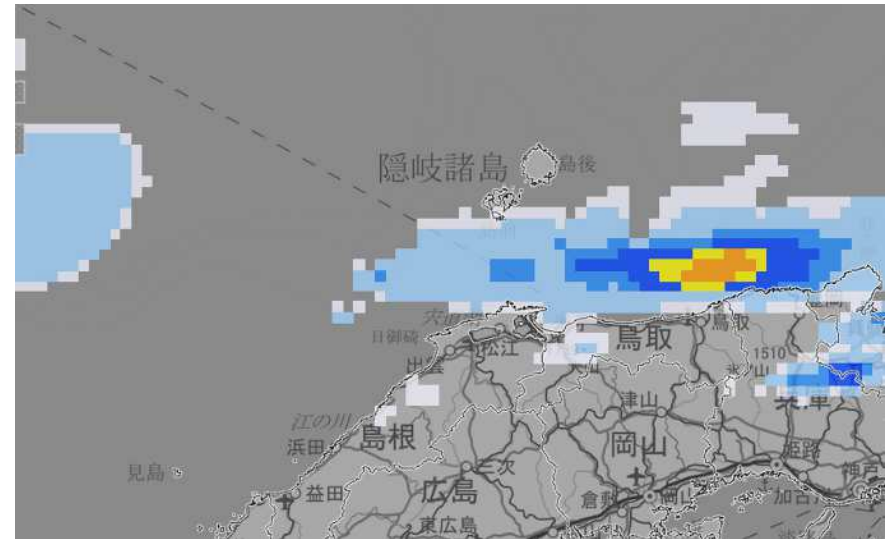 隠岐諸島
島後
目御碕
松江
出雲
鳥取
鳥取
1510
津山
江の川
浜田
島根
岡山
姫路
見島
三次
神戸
益田
広島
倉敷
岡山
加古川
東広島